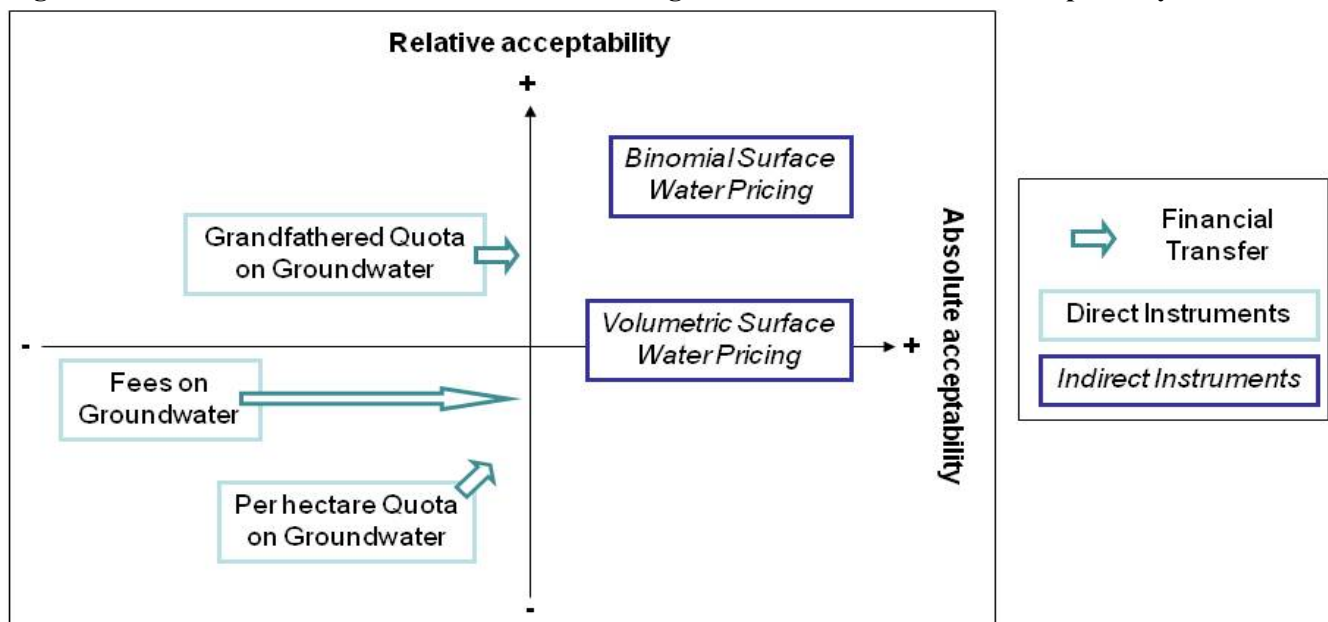 Relative acceptability
+
Binomial Surface
Water Pricing
Grandfathered Quota
on Groundwater
Volumetric Surface
Water Pricing
-
+
Absolute acceptability
Fees on
Groundwater
Per hectare Quota
on Groundwater
-
Financial
Transfer
Direct Instruments
Indirect Instruments